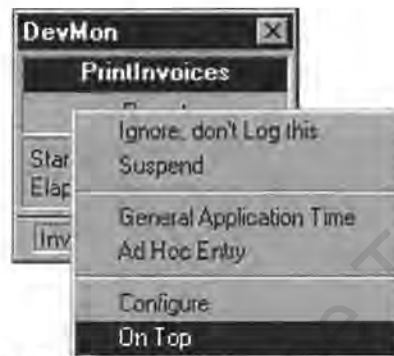 DevMon
PrintInvoices
Ignore, don't Log this
Suspend
General Application Time
Ad Hoc Entry
Configure
On Top